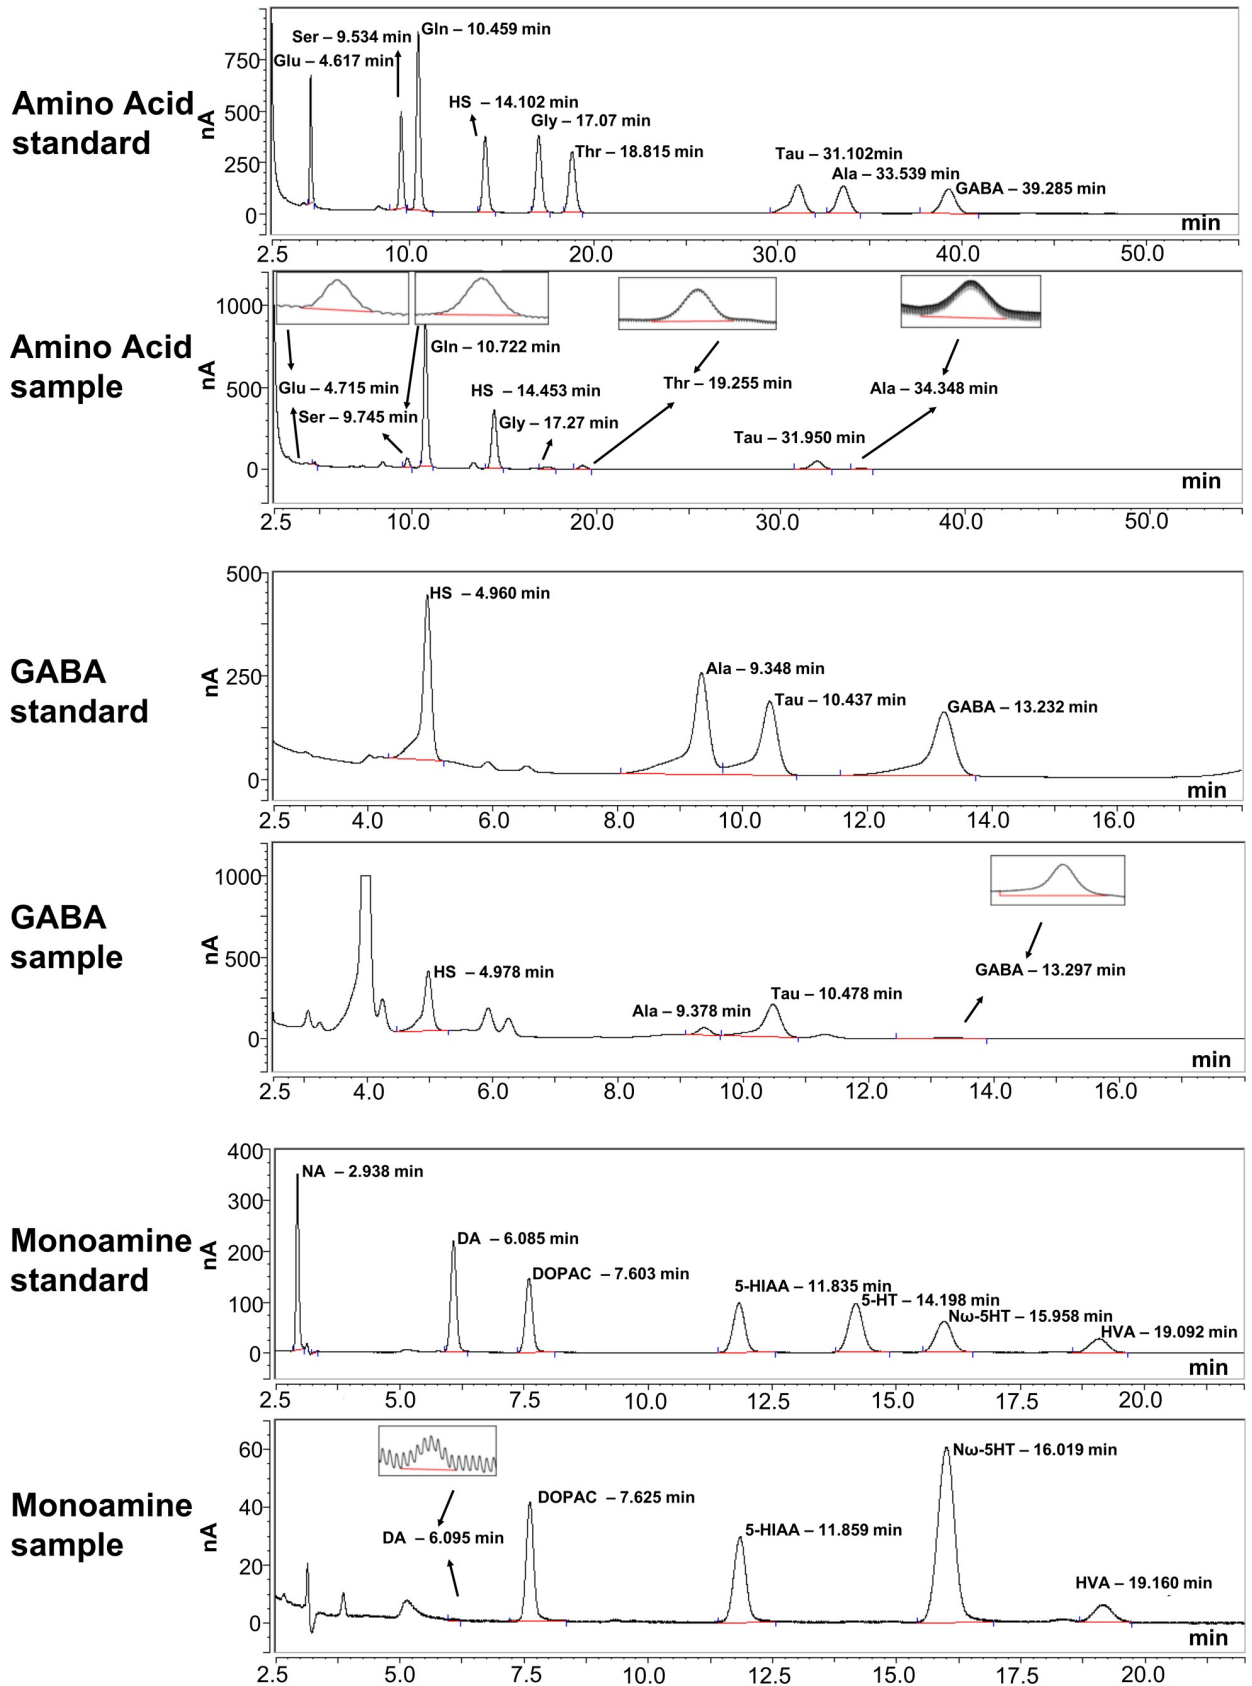 Amino Acid
standard
nA
750
500
250
0
Glu – 4.617 min
Ser – 9.534 min
Gln – 10.459 min
HS – 14.102 min
Gly – 17.07 min
Thr – 18.815 min
Tau – 31.102min
Ala – 33.539 min
GABA – 39.285 min
min
2.5 10.0 20.0 30.0 40.0 50.0
Amino Acid
sample
nA
1000
500
0
Glu – 4.715 min
Ser – 9.745 min
Gln – 10.722 min
HS – 14.453 min
Gly – 17.27 min
Thr – 19.255 min
Tau – 31.950 min
Ala – 34.348 min
min
2.5 10.0 20.0 30.0 40.0 50.0
GABA
standard
nA
500
250
0
HS – 4.960 min
Ala – 9.348 min
Tau – 10.437 min
GABA – 13.232 min
min
2.5 4.0 6.0 8.0 10.0 12.0 14.0 16.0
GABA
sample
nA
1000
500
0
HS – 4.978 min
Ala – 9.378 min
Tau – 10.478 min
GABA – 13.297 min
min
2.5 4.0 6.0 8.0 10.0 12.0 14.0 16.0
Monoamine
standard
nA
400
300
200
100
0
NA – 2.938 min
DA – 6.085 min
DOPAC – 7.603 min
5-HIAA – 11.835 min
5-HT – 14.198 min
Nω-5HT – 15.958 min
HVA – 19.092 min
min
2.5 5.0 7.5 10.0 12.5 15.0 17.5 20.0
Monoamine
sample
nA
60
40
20
0
DA – 6.095 min
DOPAC – 7.625 min
5-HIAA – 11.859 min
Nω-5HT – 16.019 min
HVA – 19.160 min
min
2.5 5.0 7.5 10.0 12.5 15.0 17.5 20.0